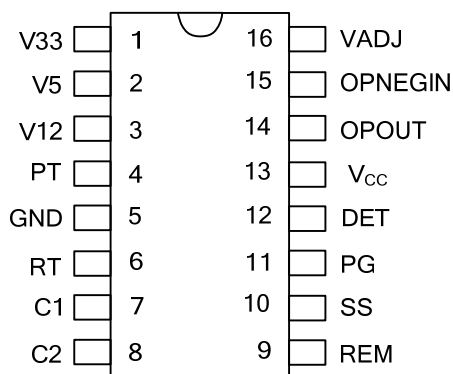 V33 1 16 VADJ
V5 2 15 OPNEGIN
V12 3 14 OPOUT
PT 4 13 VCC
GND 5 12 DET
RT 6 11 PG
C1 7 10 SS
C2 8 9 REM